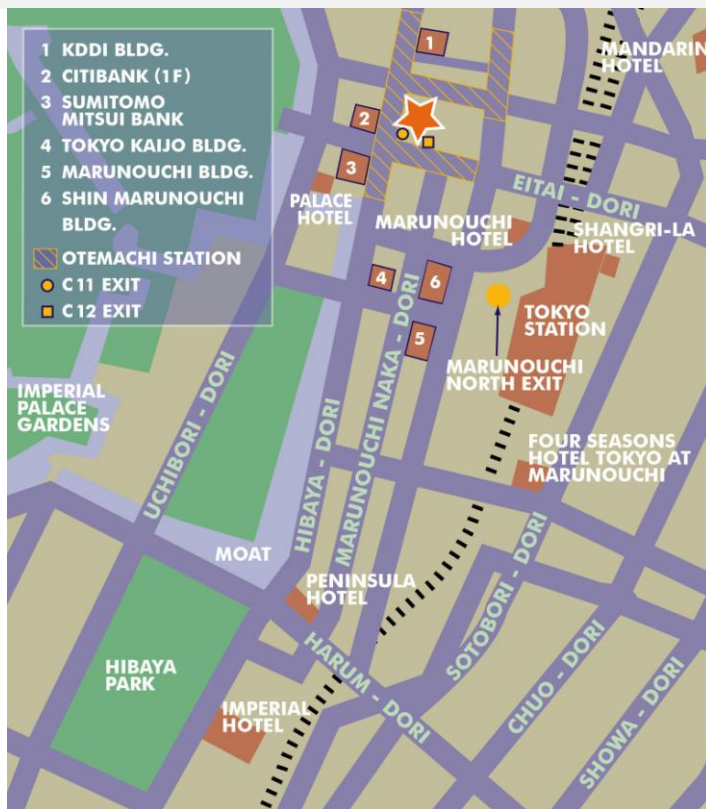 1 KDDI BLDG.
2 CITIBANK (1F)
3 SUMITOMO
MITSUI BANK
4 TOKYO KAIJO BLDG.
5 MARUNOUCHI BLDG.
6 SHIN MARUNOUCHI
BLDG.
OTEMACHI STATION
C11 EXIT
C12 EXIT
1
MANDARIN
HOTEL
2
3
PALACE
HOTEL
EITAI - DORI
MARUNOUCHI
HOTEL
SHANGRI-LA
HOTEL
4
6
5
TOKYO
STATION
MARUNOUCHI
NORTH EXIT
IMPERIAL
PALACE
GARDENS
UCHIBORI - DORI
HIBAYA - DORI
MARUNOUCHI NAKA - DORI
FOUR SEASONS
HOTEL TOKYO AT
MARUNOUCHI
MOAT
PENINSULA
HOTEL
SOTOBORI - DORI
HIBAYA
PARK
HARUM - DORI
CHUO - DORI
SHOWA - DORI
IMPERIAL
HOTEL